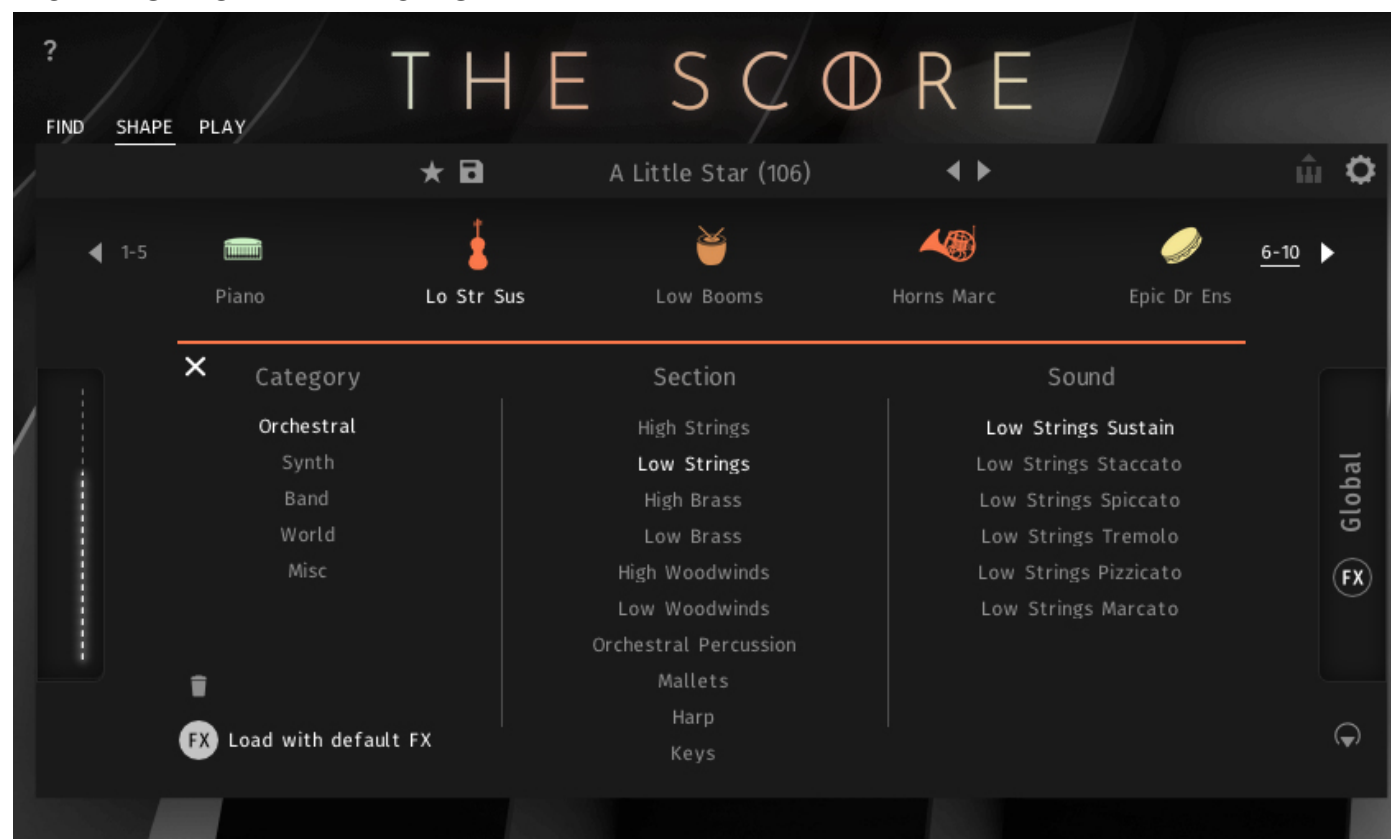 ?
THE SCORE
FIND SHAPE PLAY
A Little Star (106)
1-5
6-10
Piano
Lo Str Sus
Low Booms
Horns Marc
Epic Dr Ens
Category
Orchestral
Synth
Band
World
Misc
FX Load with default FX
Section
High Strings
Low Strings
High Brass
Low Brass
High Woodwinds
Low Woodwinds
Orchestral Percussion
Mallets
Harp
Keys
Sound
Low Strings Sustain
Low Strings Staccato
Low Strings Spiccato
Low Strings Tremolo
Low Strings Pizzicato
Low Strings Marcato
Global
FX